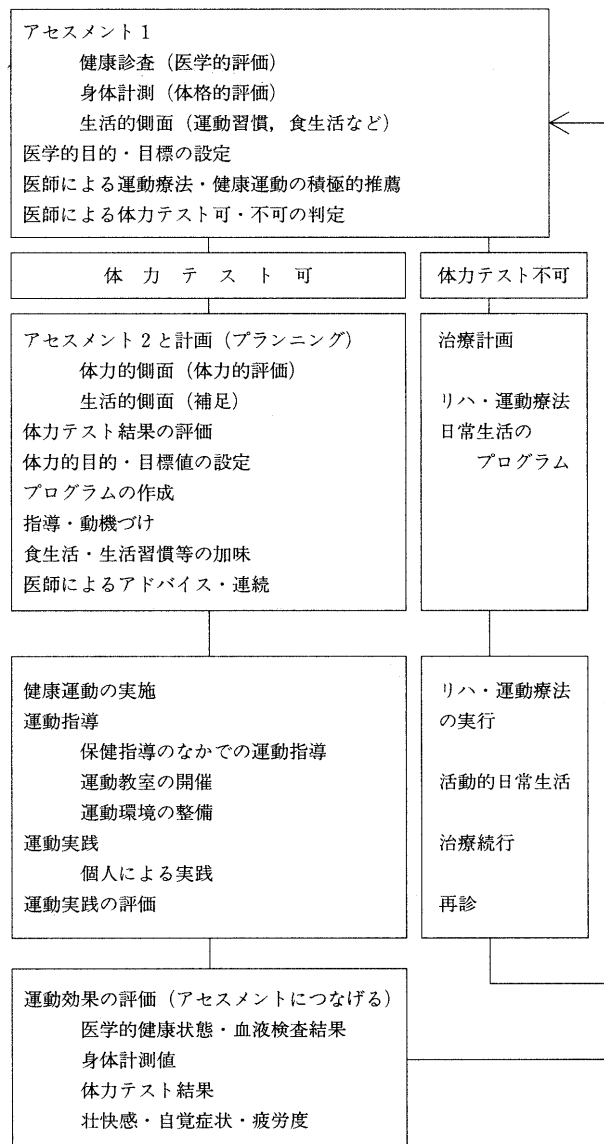 アセスメント1
健康診査（医学的評価）
身体計測（体格的評価）
生活的側面（運動習慣，食生活など）
医学的目的・目標の設定
医師による運動療法・健康運動の積極的推薦
医師による体力テスト可・不可の判定
体力テスト可
体力テスト不可
アセスメント2と計画（プランニング）
体力的側面（体力的評価）
生活的側面（補足）
体力テスト結果の評価
体力的目的・目標値の設定
プログラムの作成
指導・動機づけ
食生活・生活習慣等の加味
医師によるアドバイス・連続
治療計画
リハ・運動療法
日常生活の
プログラム
健康運動の実施
運動指導
保健指導のなかでの運動指導
運動教室の開催
運動環境の整備
運動実践
個人による実践
運動実践の評価
リハ・運動療法
の実行
活動的日常生活
治療続行
再診
運動効果の評価（アセスメントにつなげる）
医学的健康状態・血液検査結果
身体計測値
体力テスト結果
壮快感・自覚症状・疲労度